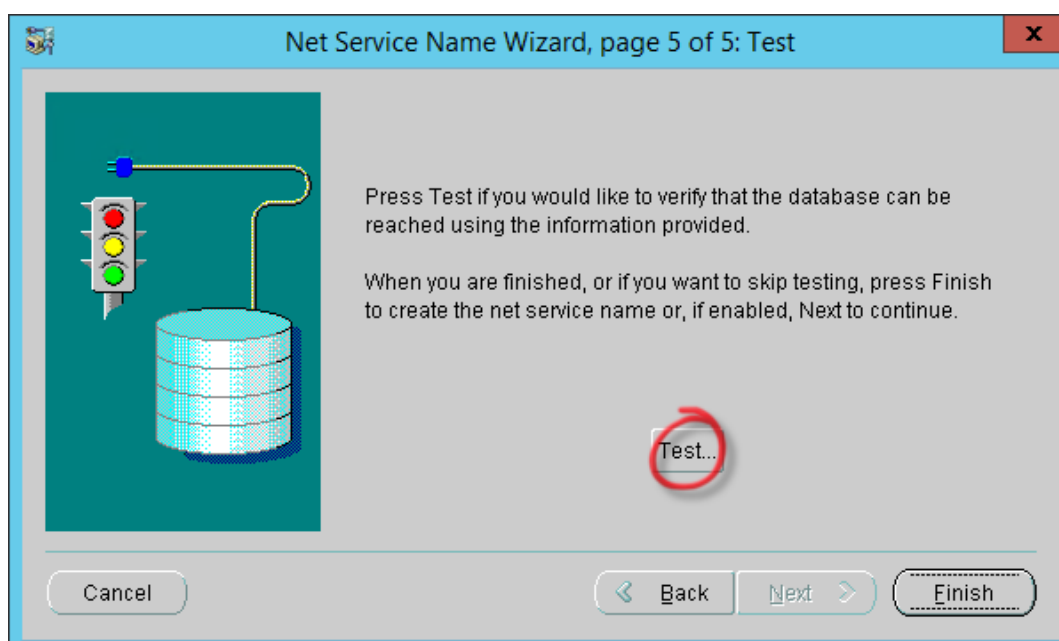 Net Service Name Wizard, page 5 of 5: Test
x
Press Test if you would like to verify that the database can be
reached using the information provided.
When you are finished, or if you want to skip testing, press Finish
to create the net service name or, if enabled, Next to continue.
Test...
Cancel
Back
Next
Finish